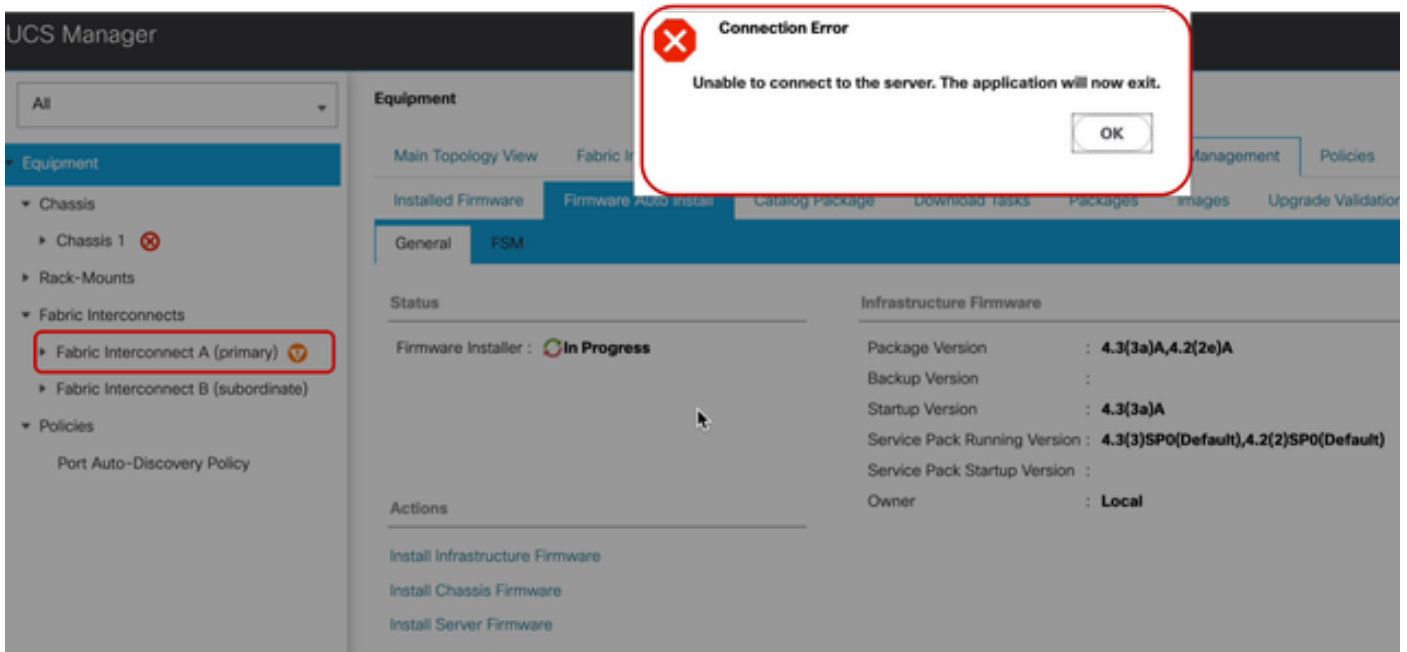 UCS Manager
Connection Error
Unable to connect to the server. The application will now exit.
OK
All
Equipment
Chassis
Chassis 1
Rack-Mounts
Fabric Interconnects
Fabric Interconnect A (primary)
Fabric Interconnect B (subordinate)
Policies
Port Auto-Discovery Policy
Equipment
Main Topology View Fabric In Management Policies
Installed Firmware Firmware Auto Install Catalog Package Download Tasks Packages Images Upgrade Validation
General FSM
Status
Firmware Installer : In Progress
Actions
Install Infrastructure Firmware
Install Chassis Firmware
Install Server Firmware
Infrastructure Firmware
Package Version : 4.3(3a)A,4.2(2e)A
Backup Version :
Startup Version : 4.3(3a)A
Service Pack Running Version : 4.3(3)SP0(Default),4.2(2)SP0(Default)
Service Pack Startup Version :
Owner : Local